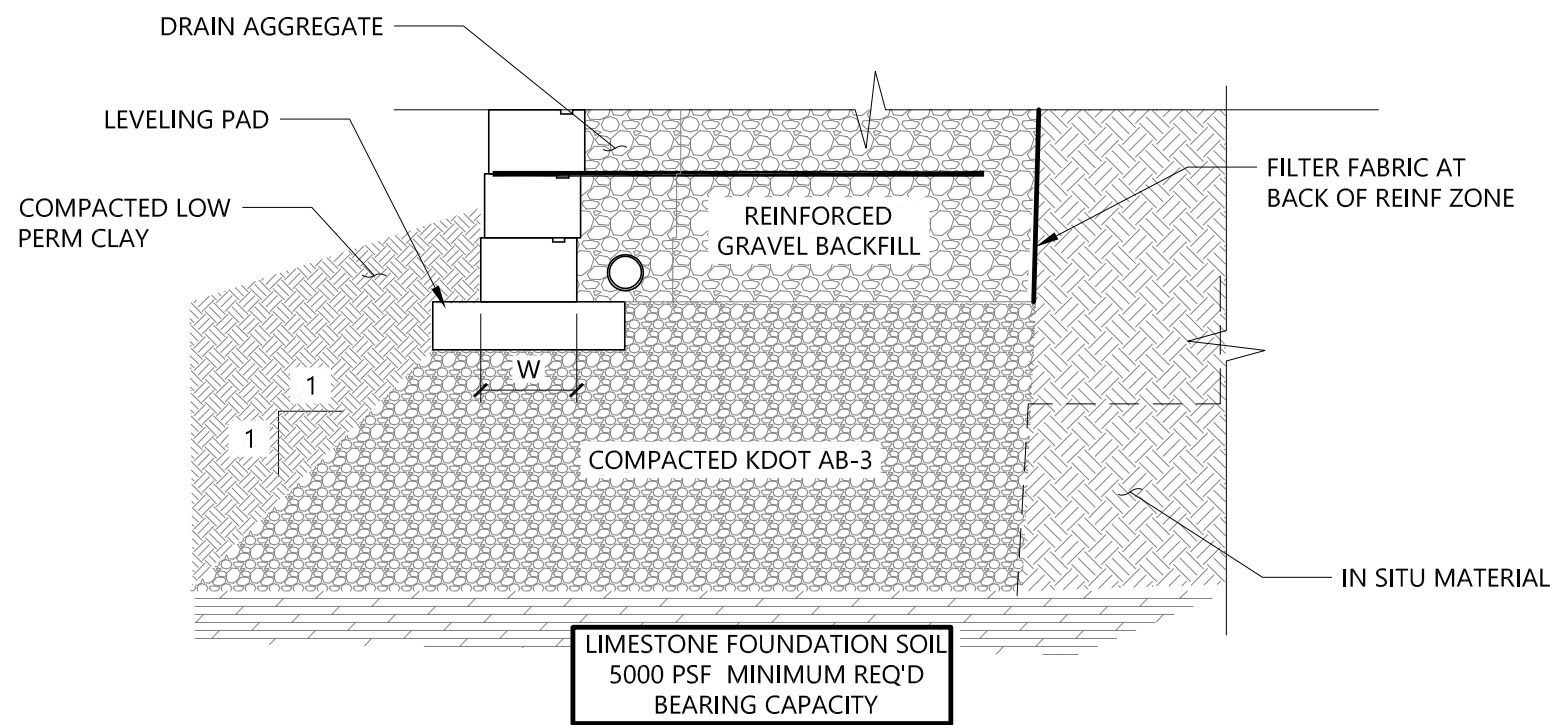 DRAIN AGGREGATE
LEVELING PAD
COMPACTED LOW
PERM CLAY
FILTER FABRIC AT
BACK OF REINF ZONE
REINFORCED
GRAVEL BACKFILL
W
1
1
COMPACTED KDOT AB-3
IN SITU MATERIAL
LIMESTONE FOUNDATION SOIL
5000 PSF MINIMUM REQ'D
BEARING CAPACITY